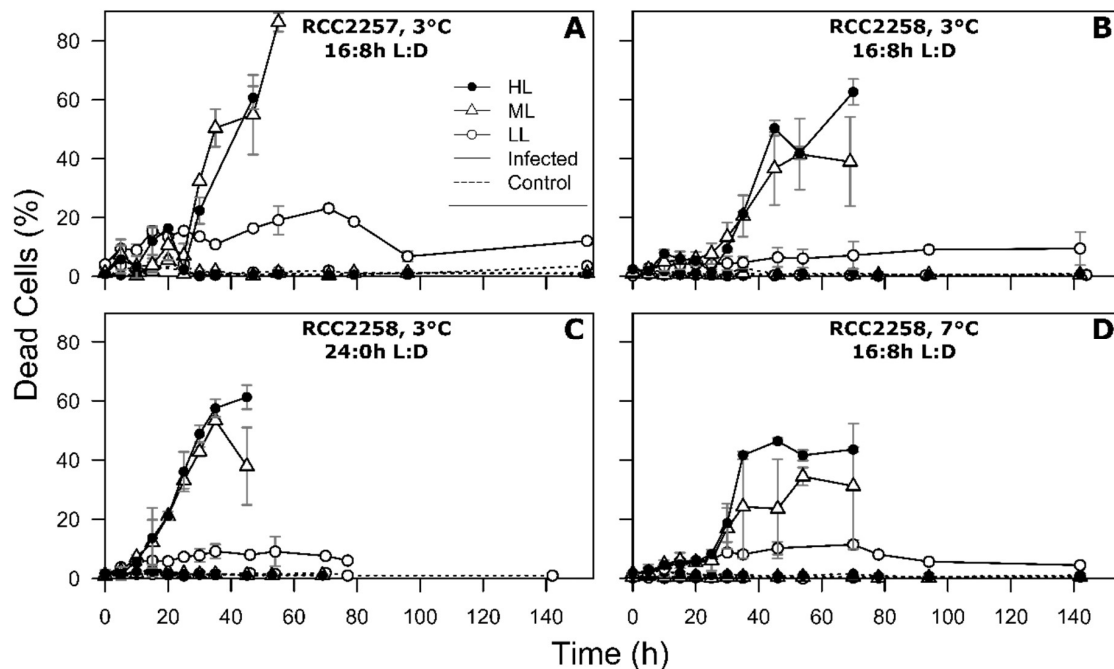 RCC2257, 3°C
16:8h L:D
A
HL
ML
LL
Infected
Control
RCC2258, 3°C
16:8h L:D
B
RCC2258, 3°C
24:0h L:D
C
RCC2258, 7°C
16:8h L:D
D
Dead Cells (%)
80
60
40
20
0
80
60
40
20
0
0 20 40 60 80 100 140
0 20 40 60 80 100 140
Time (h)